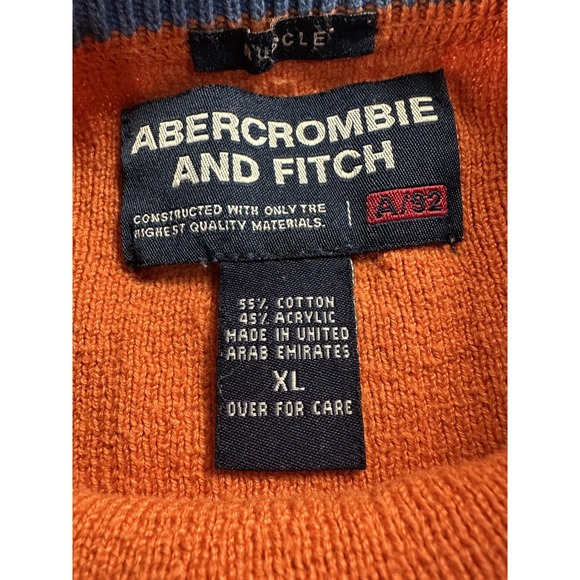 MUSCLE
ABERCROMBIE
AND FITCH
CONSTRUCTED WITH ONLY THE
HIGHEST QUALITY MATERIALS.
A/92
55% COTTON
45% ACRYLIC
MADE IN UNITED
ARAB EMIRATES
XL
OVER FOR CARE